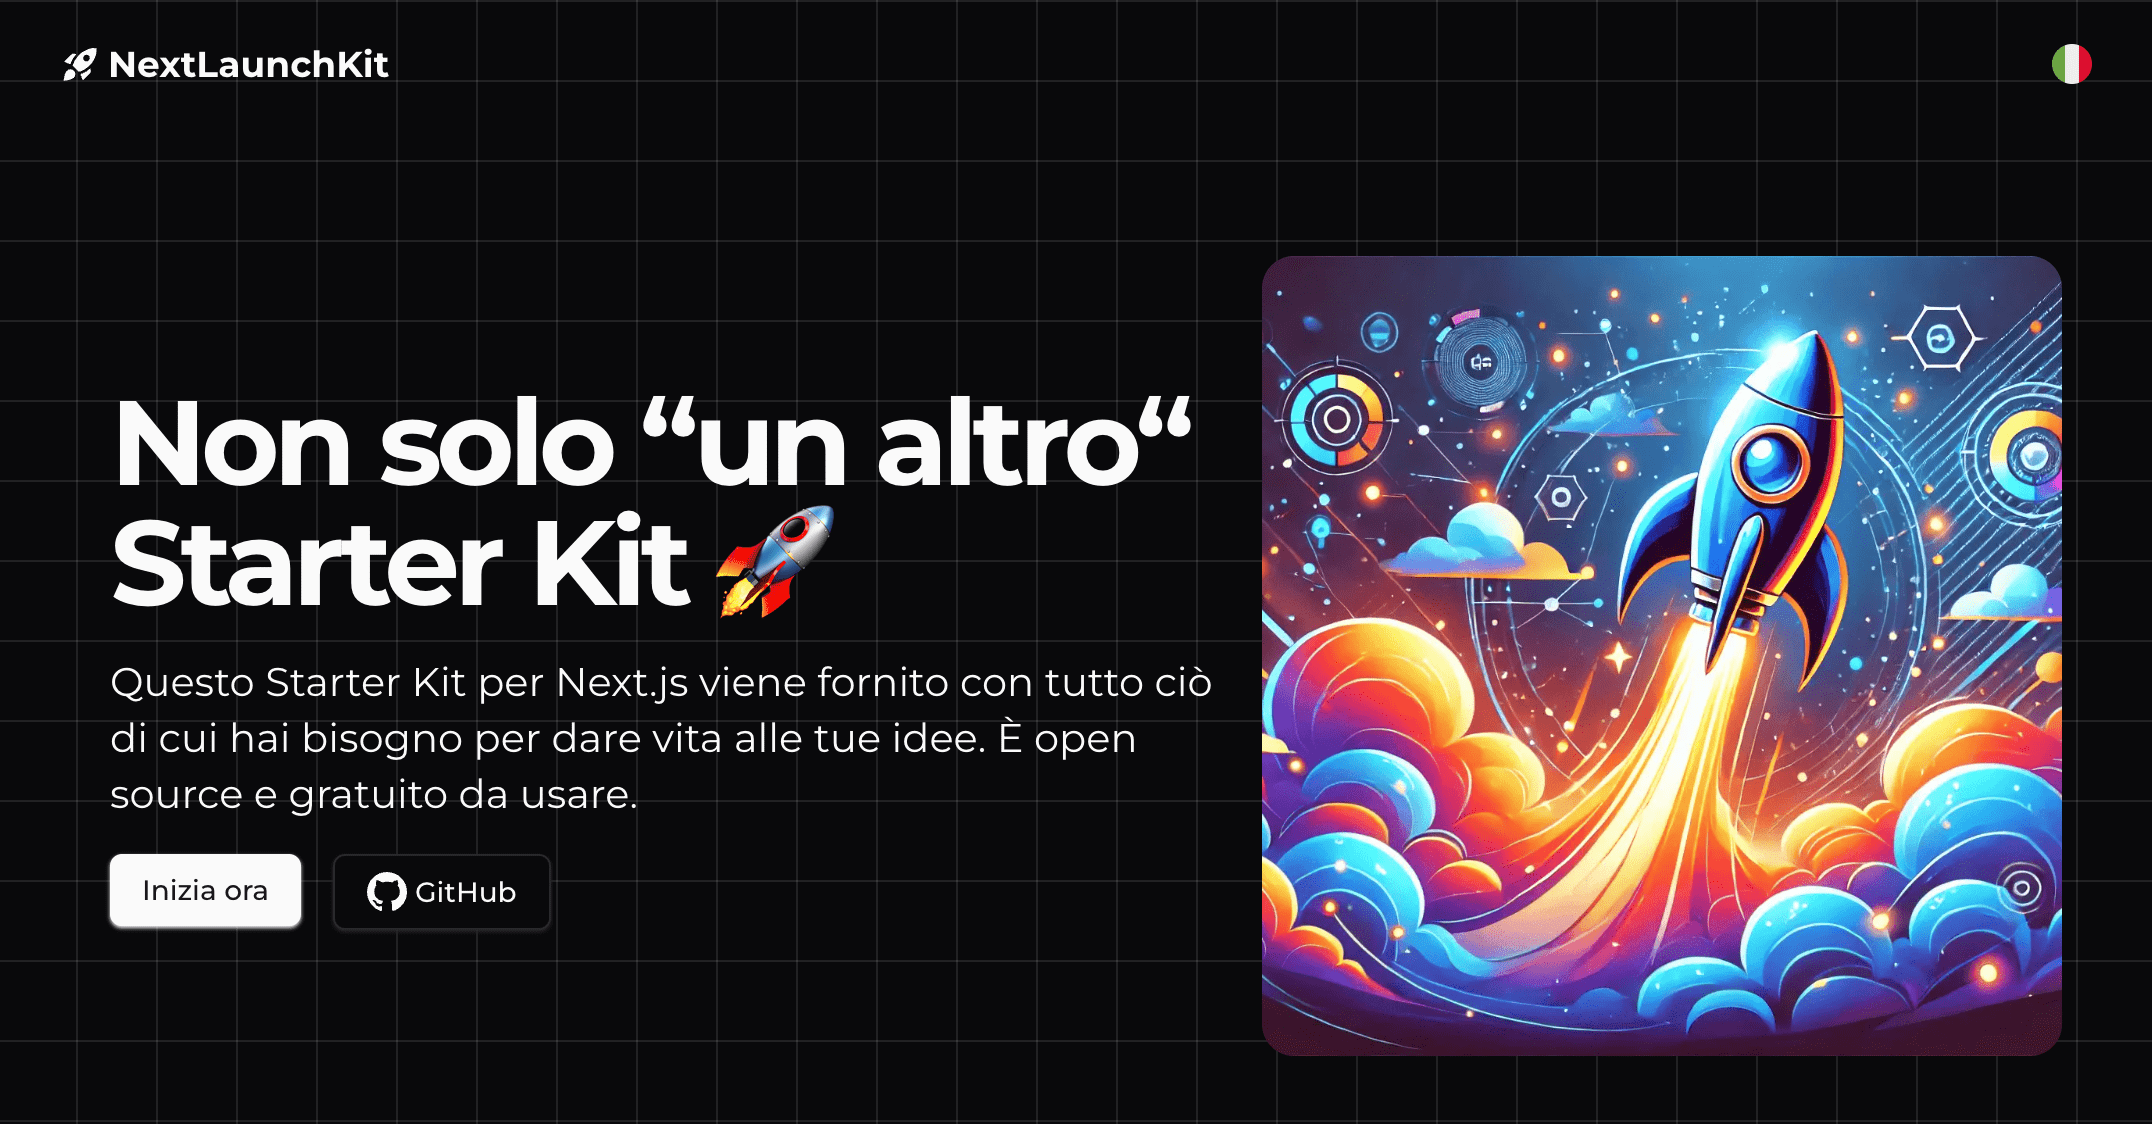 NextLaunchKit
Non solo “un altro“
Starter Kit 🚀
Questo Starter Kit per Next.js viene fornito con tutto ciò
di cui hai bisogno per dare vita alle tue idee. È open
source e gratuito da usare.
Inizia ora
GitHub